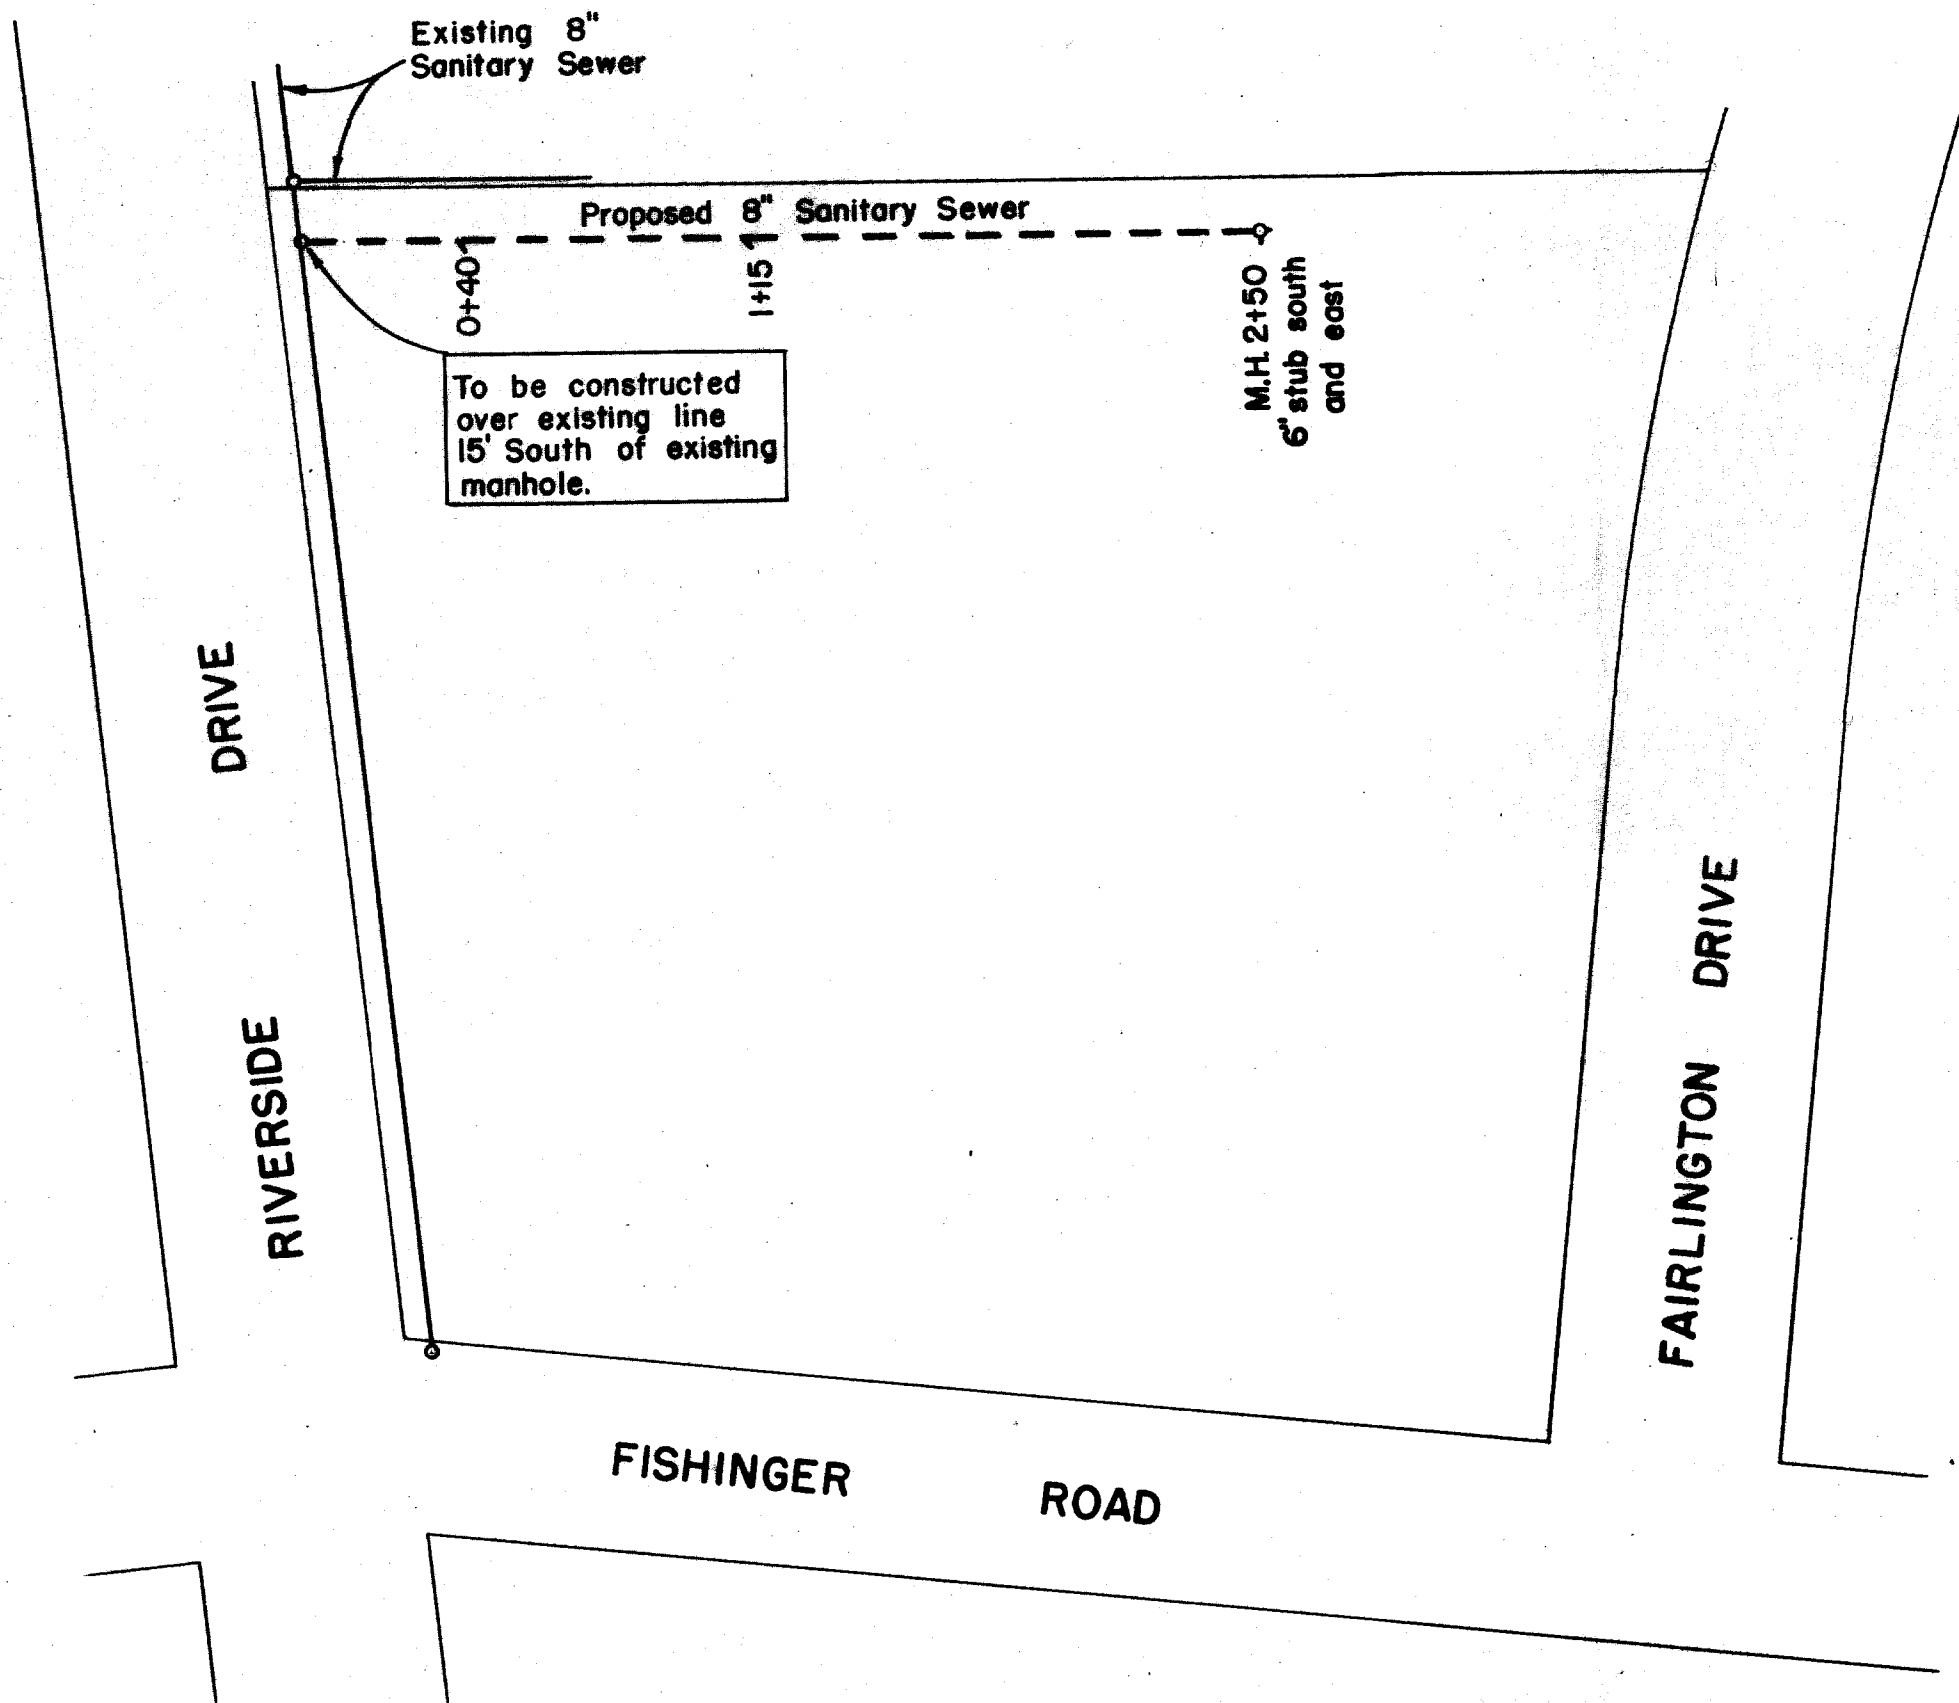 Existing 8"
Sanitary Sewer
Proposed 8" Sanitary Sewer
0+40
1+15
M.H. 2+50
6" stub south
and east
To be constructed
over existing line
15' South of existing
manhole.
RIVERSIDE DRIVE
FAIRLINGTON DRIVE
FISHINGER ROAD